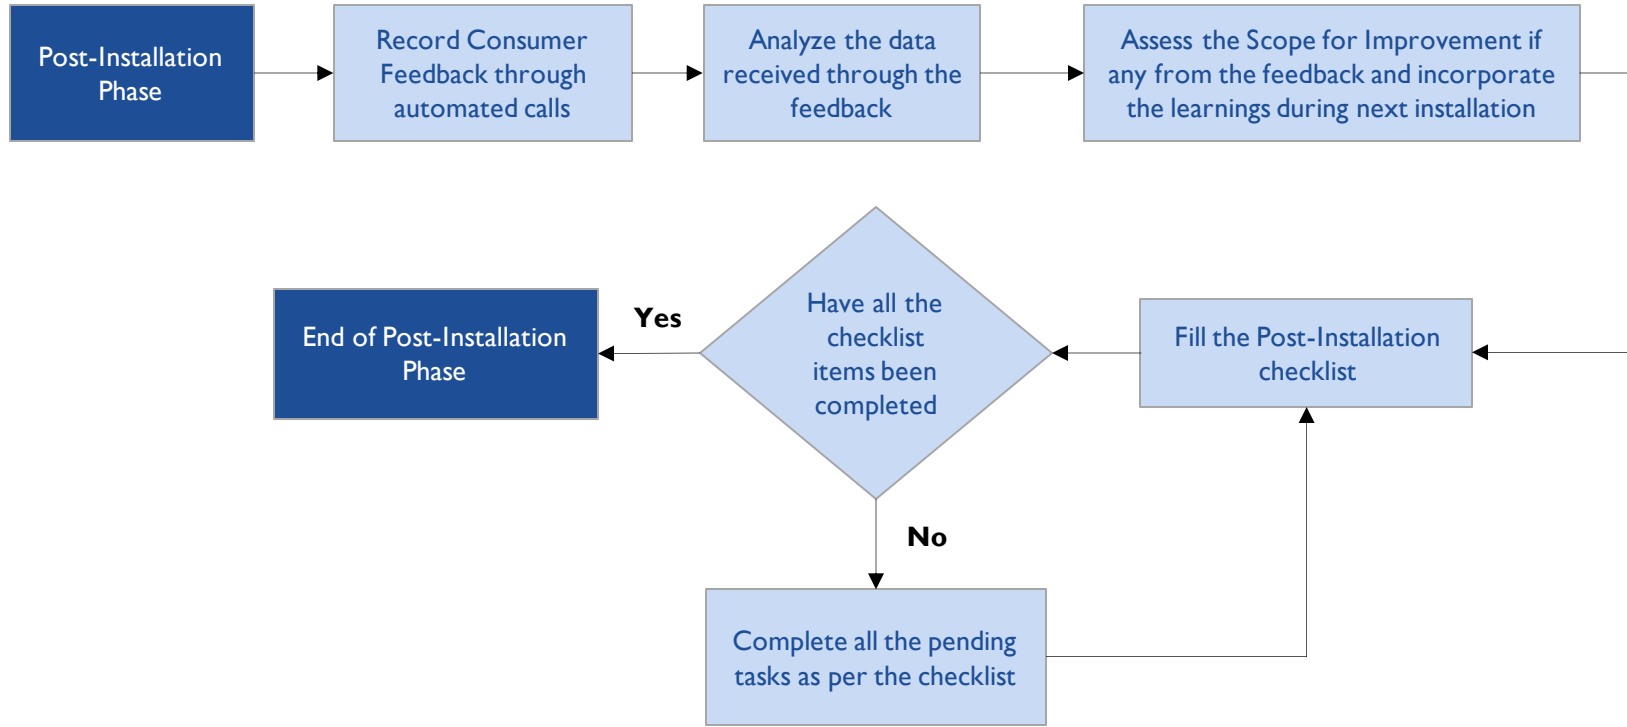 Post-Installation
Phase
Record Consumer
Feedback through
automated calls
Analyze the data
received through the
feedback
Assess the Scope for Improvement if
any from the feedback and incorporate
the learnings during next installation
Fill the Post-Installation
checklist
Have all the
checklist
items been
completed
Yes
End of Post-Installation
Phase
No
Complete all the pending
tasks as per the checklist